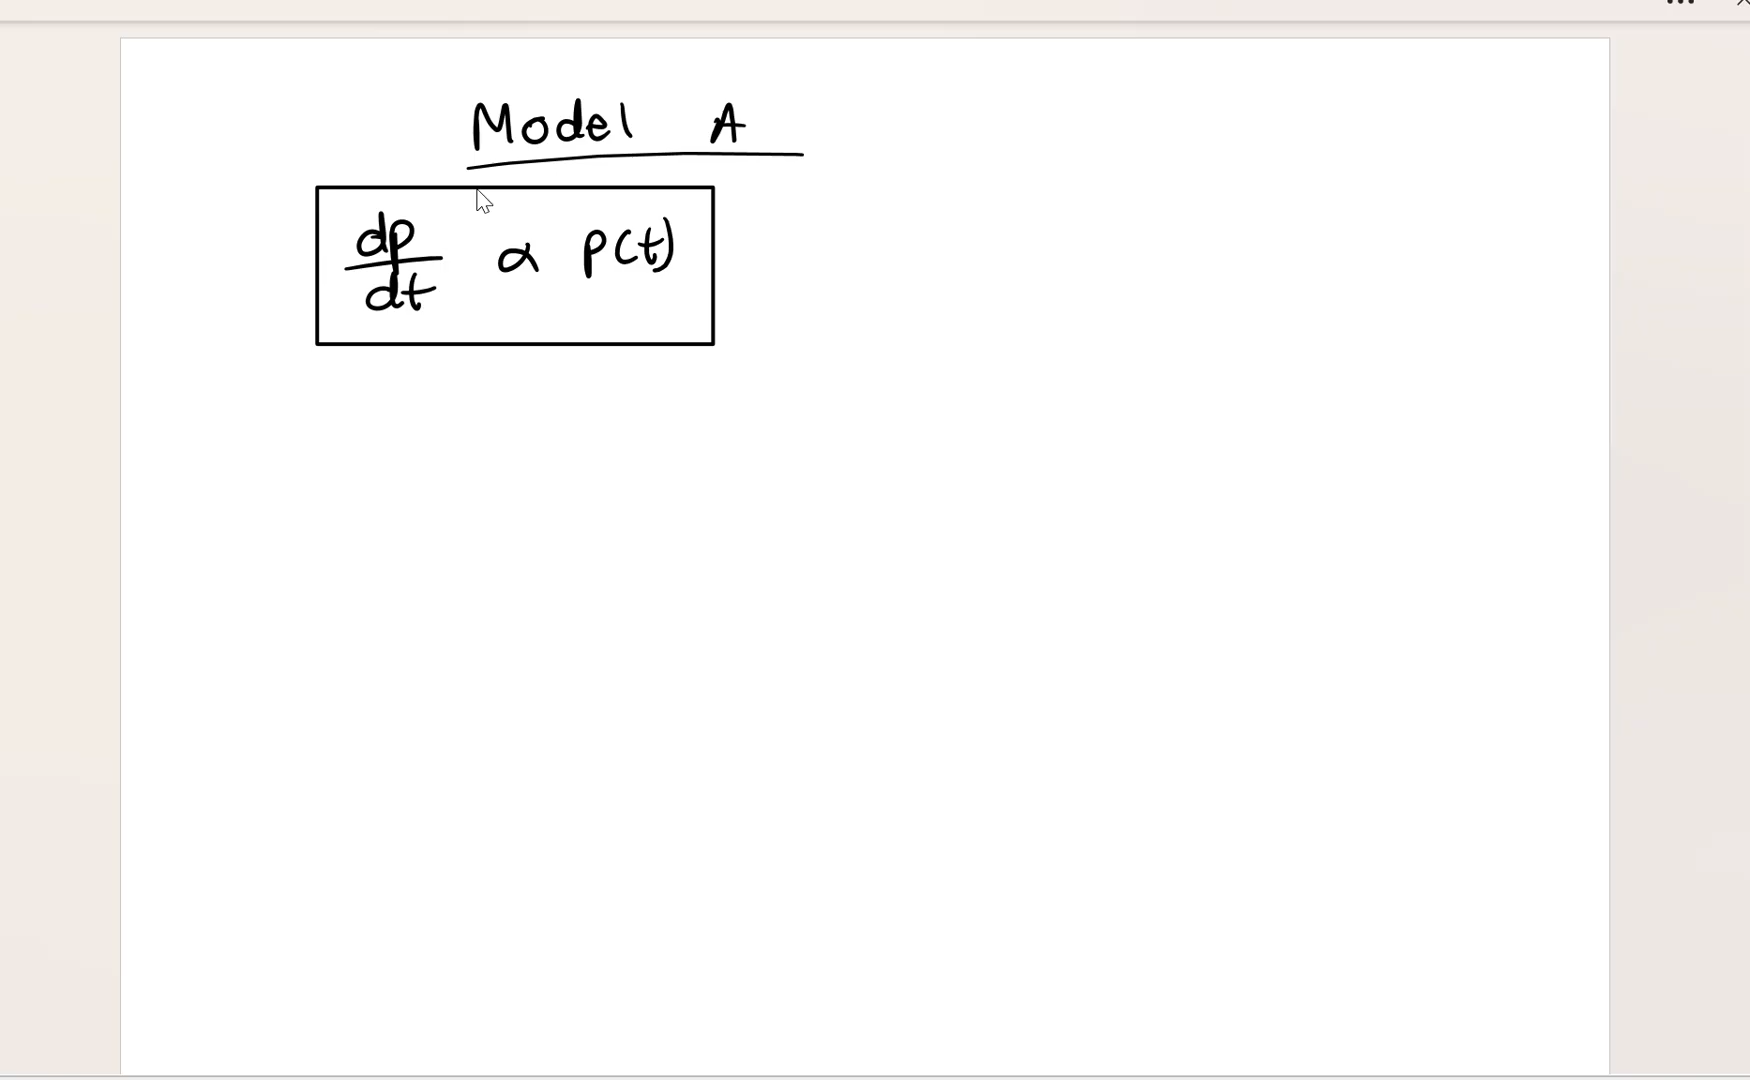 Model A
dp/dt ∝ p(t)